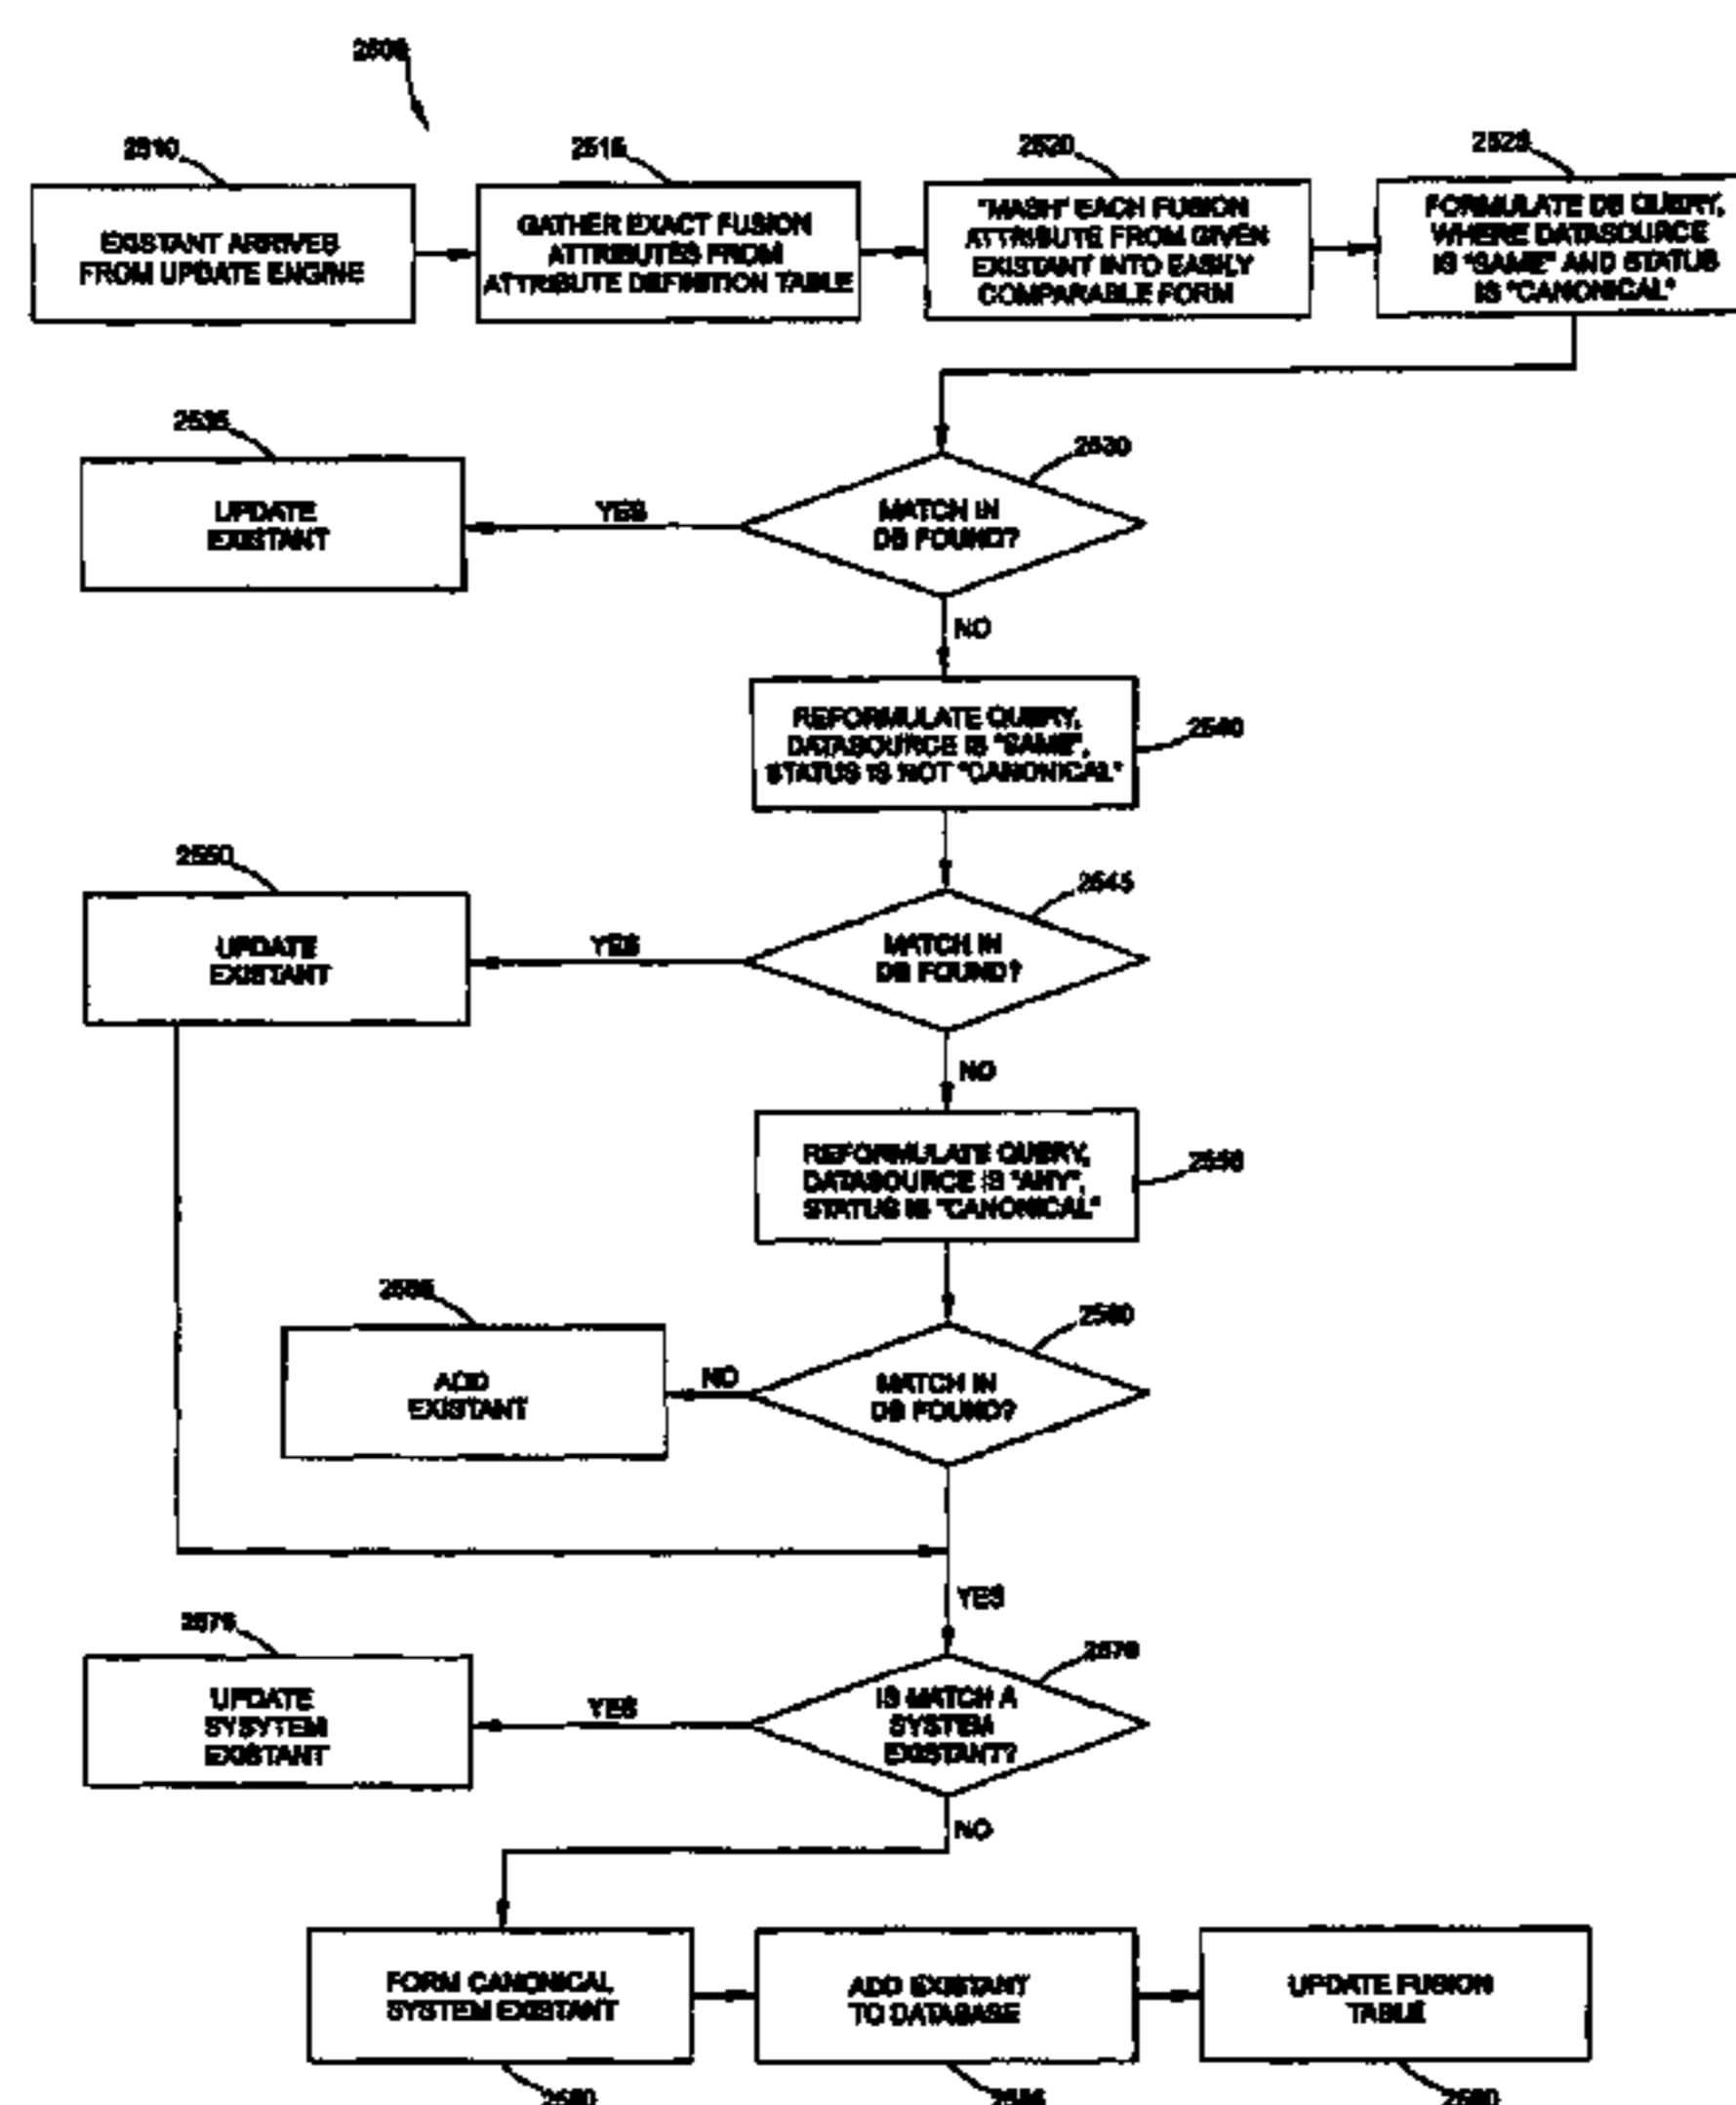 2510
2515
2520
2525
EXISTANT ARRIVES
FROM UPDATE ENGINE
GATHER EXACT FUSION
ATTRIBUTES FROM
ATTRIBUTE DEFINITION TABLE
"MASH" EACH FUSION
ATTRIBUTE FROM GIVEN
EXISTANT INTO EASILY
COMPARABLE FORM
FORMULATE DB QUERY,
WHERE DATASOURCE
IS "SAME" AND STATUS
IS "CANONICAL"
2535
2530
UPDATE
EXISTANT
YES
MATCH IN
DB FOUND?
NO
REFORMULATE QUERY,
DATASOURCE IS "SAME",
STATUS IS NOT "CANONICAL"
2540
2550
2545
UPDATE
EXISTANT
YES
MATCH IN
DB FOUND?
NO
REFORMULATE QUERY,
DATASOURCE IS "ANY",
STATUS IS "CANONICAL"
2560
ADD
EXISTANT
NO
MATCH IN
DB FOUND?
YES
2575
2570
UPDATE
SYSYTEM
EXISTANT
YES
IS MATCH A
SYSTEM
EXISTANT?
NO
FORM CANONICAL
SYSTEM EXISTANT
ADD EXISTANT
TO DATABASE
UPDATE FUSION
TABLE